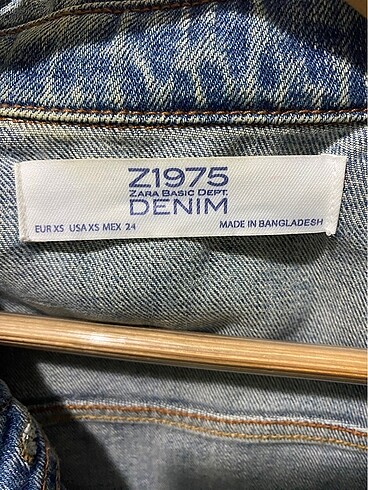 Z1975
ZARA BASIC DEPT.
DENIM
EUR XS USA XS MEX 24 MADE IN BANGLADESH